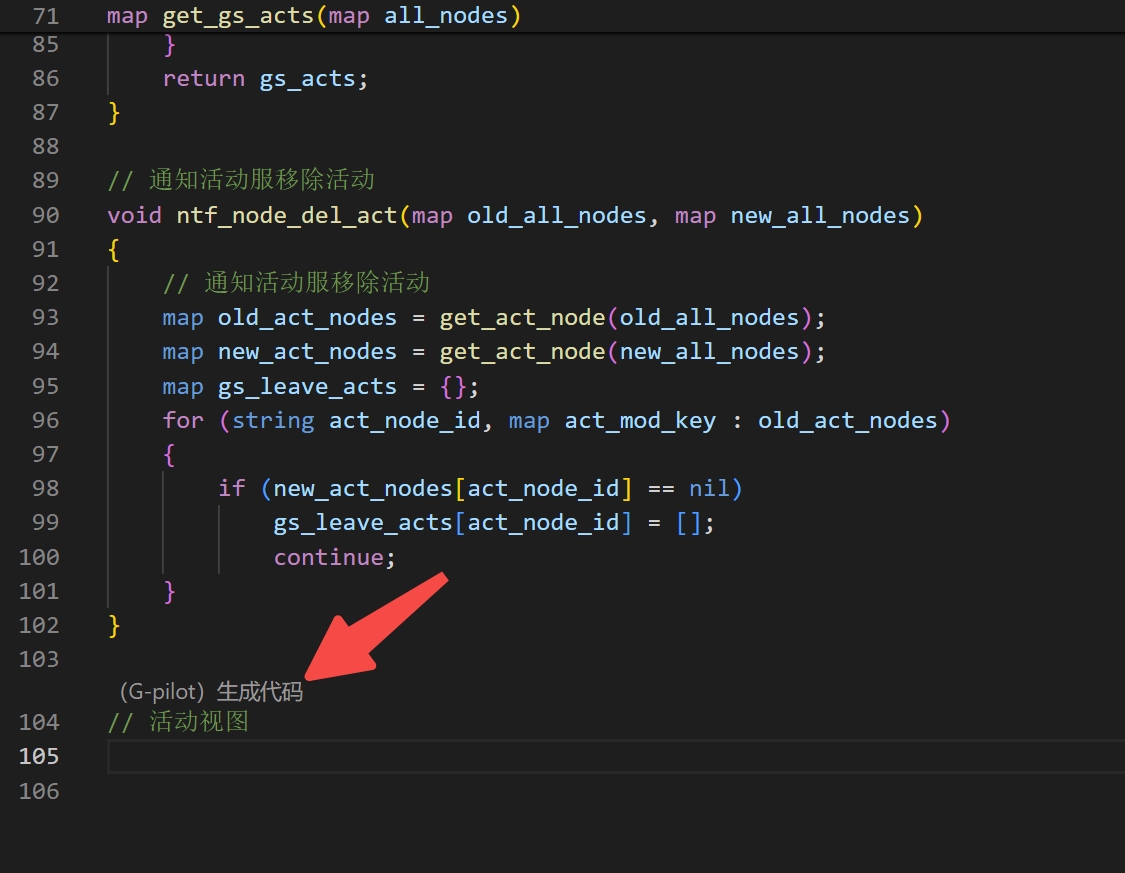 71 map get_gs_acts(map all_nodes)
85 }
86 return gs_acts;
87 }
88
89 // 通知活动服移除活动
90 void ntf_node_del_act(map old_all_nodes, map new_all_nodes)
91 {
92 // 通知活动服移除活动
93 map old_act_nodes = get_act_node(old_all_nodes);
94 map new_act_nodes = get_act_node(new_all_nodes);
95 map gs_leave_acts = {};
96 for (string act_node_id, map act_mod_key : old_act_nodes)
97 {
98 if (new_act_nodes[act_node_id] == nil)
99 gs_leave_acts[act_node_id] = [];
100 continue;
101 }
102 }
103
(G-pilot) 生成代码
104 // 活动视图
105
106